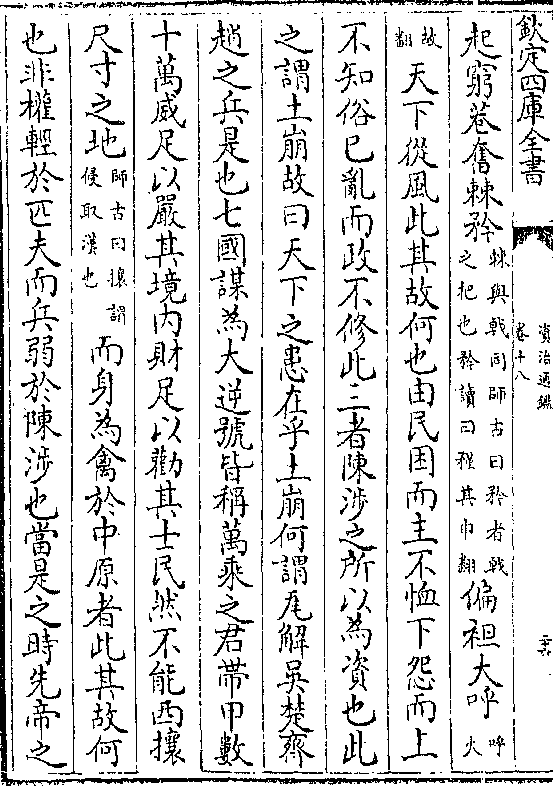 欽定四庫全書
資治通鑑
卷十八
二十六
起窮巷奮棘矜棘與戟同師古曰矜者戟之把也矜讀曰䅖其巾翻偏袒大呼呼火
故翻天下從風此其故何也由民困而主不恤下怨而上
不知俗已亂而政不修此三者陳涉之所以為資也此
之謂土崩故曰天下之患在乎土崩何謂瓦解吳楚齊
趙之兵是也七國謀為大逆號皆稱萬乘之君帶甲數
十萬威足以嚴其境內財足以勸其士民然不能西攘
尺寸之地師古曰攘謂侵取漢也而身為禽於中原者此其故何
也非權輕於匹夫而兵弱於陳涉也當是之時先帝之